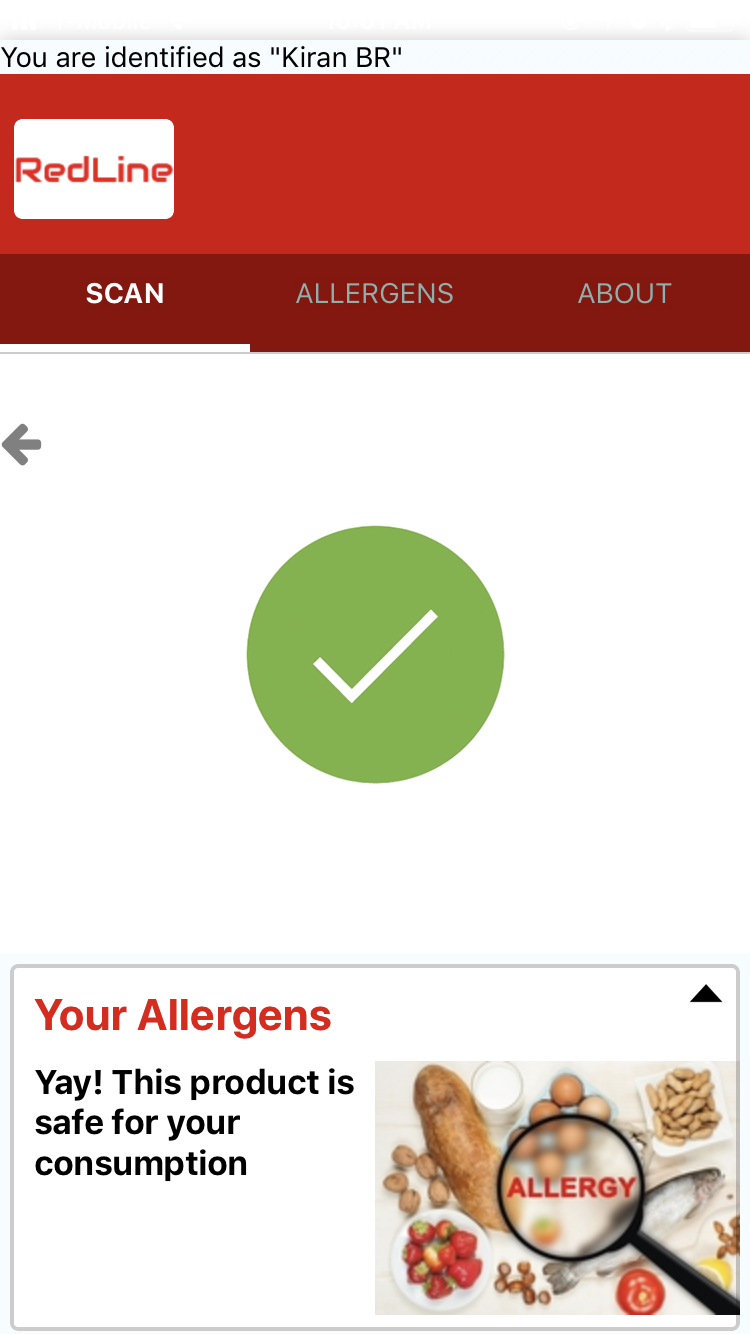 You are identified as "Kiran BR"
RedLine
SCAN ALLERGENS ABOUT
Your Allergens
Yay! This product is
safe for your
consumption
ALLERGY